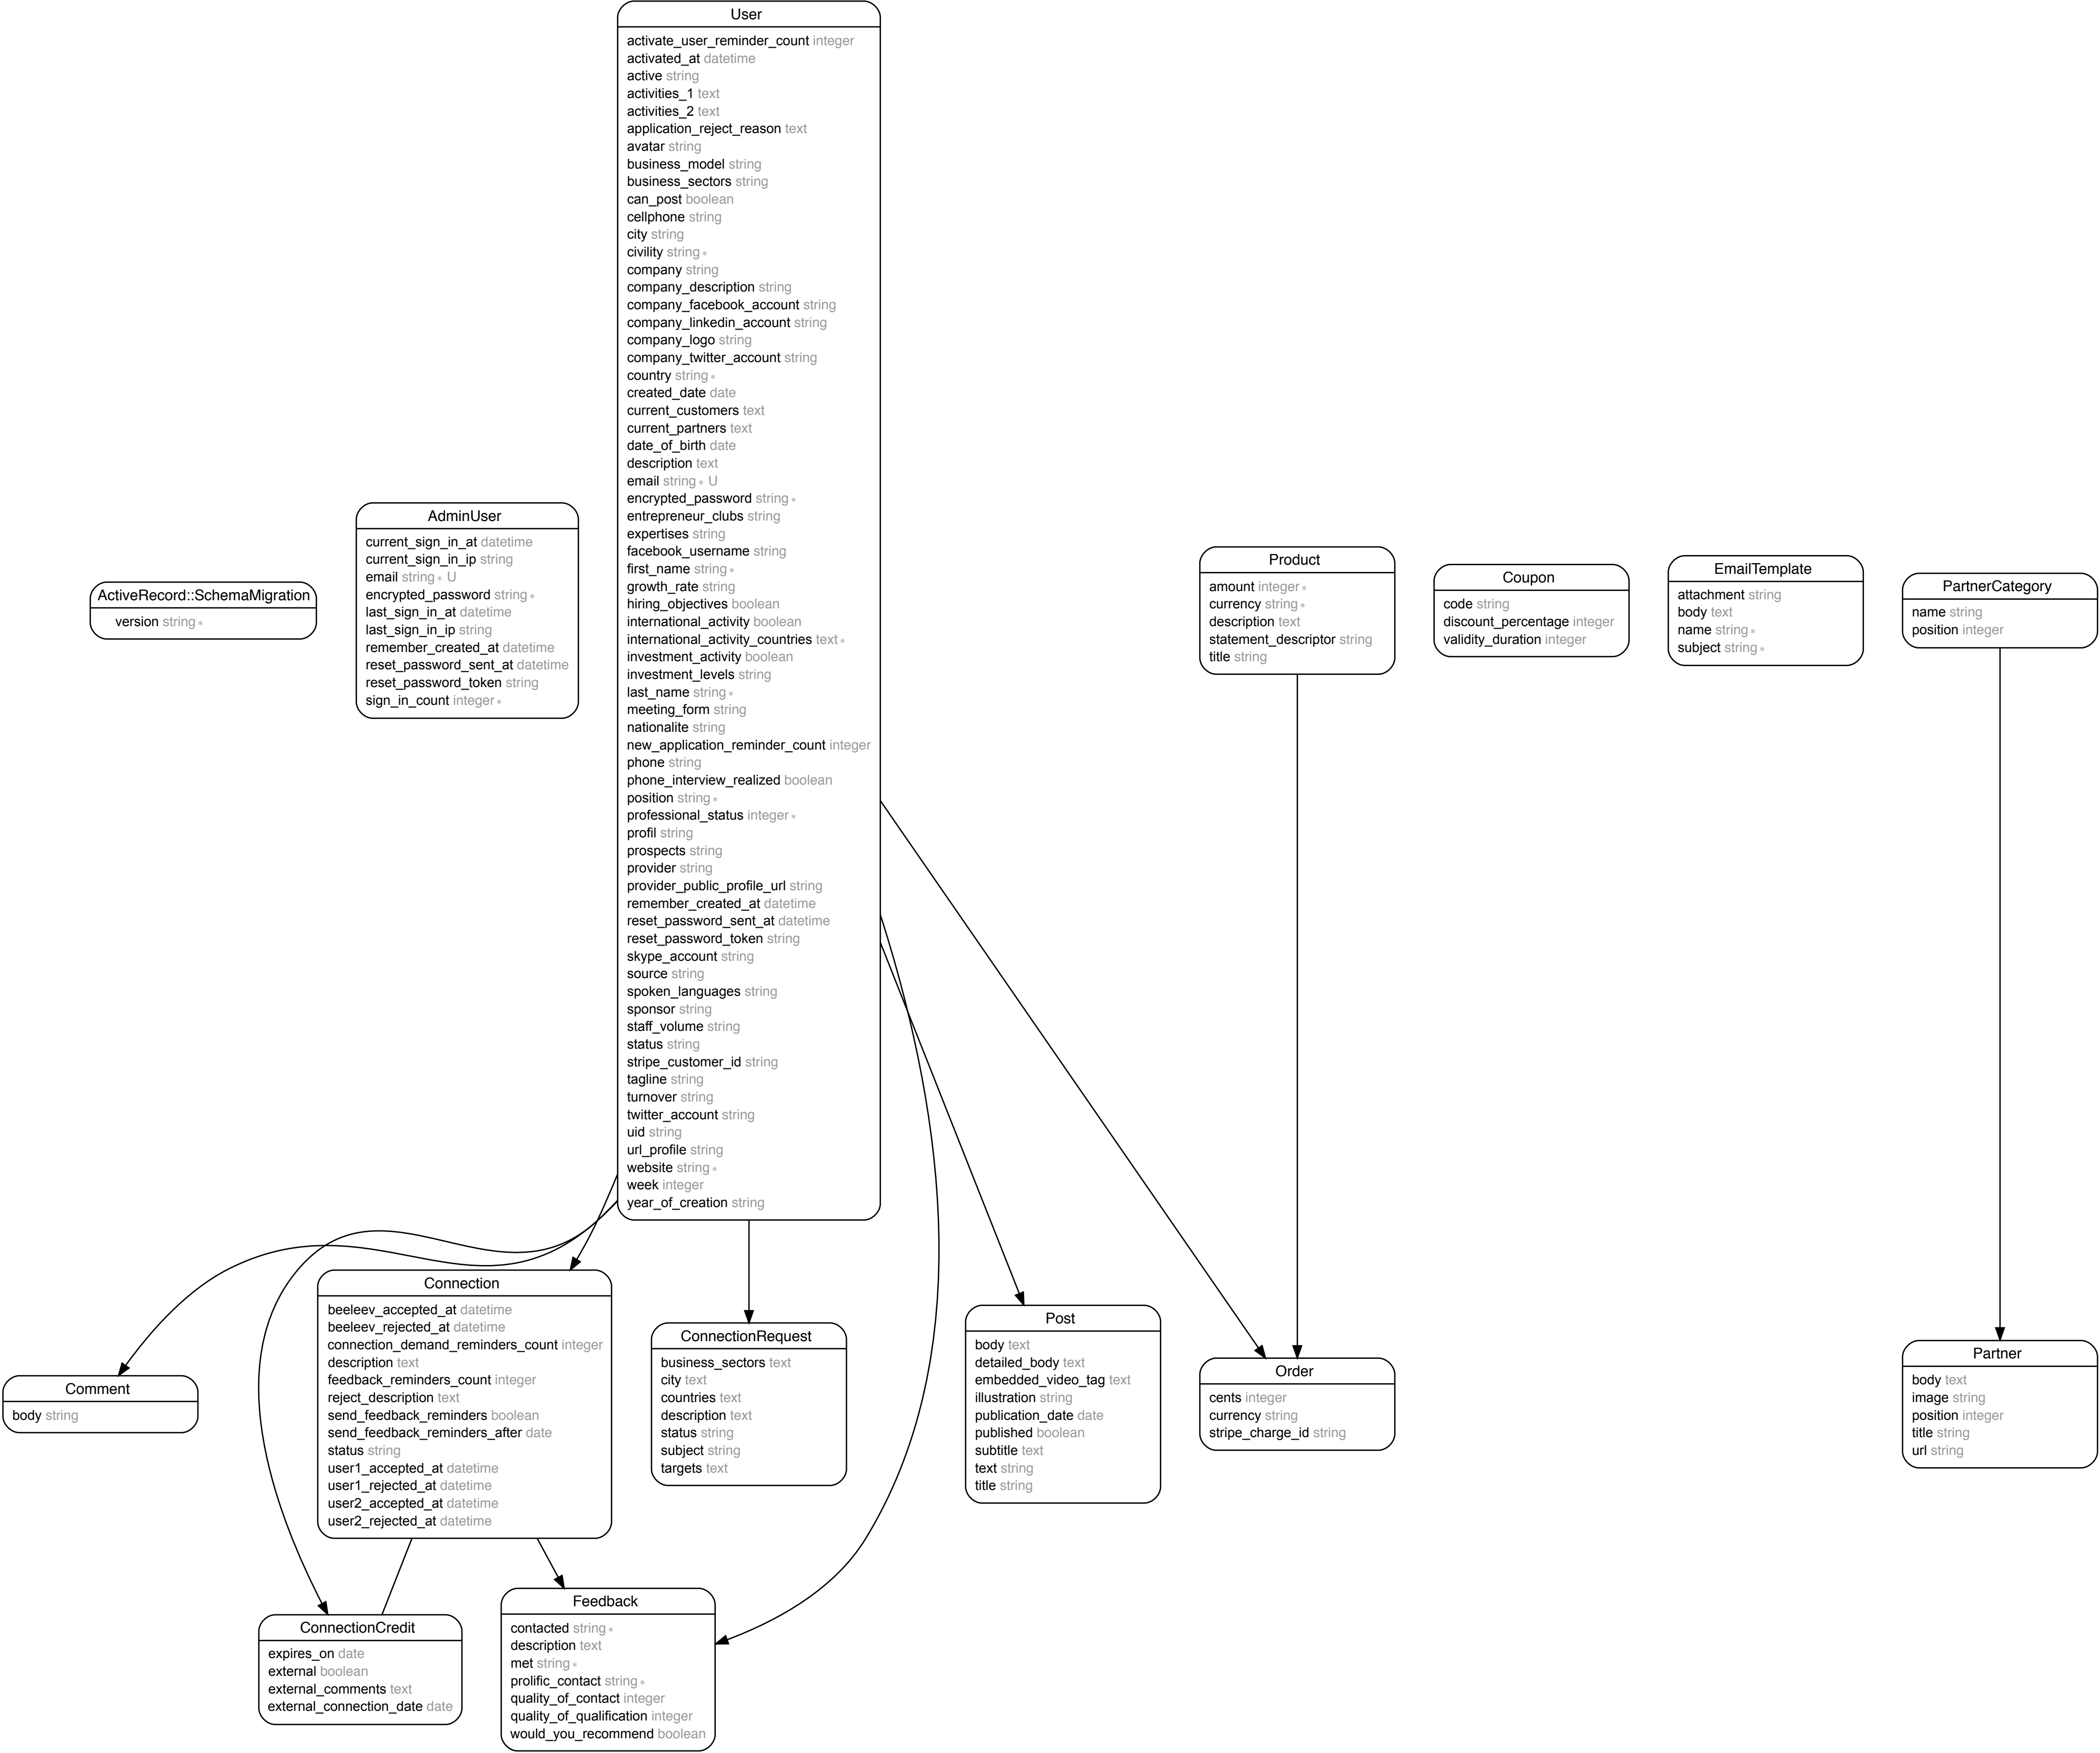 User
activate_user_reminder_count integer
activated_at datetime
active string
activities_1 text
activities_2 text
application_reject_reason text
avatar string
business_model string
business_sectors string
can_post boolean
cellphone string
city string
civility string *
company string
company_description string
company_facebook_account string
company_linkedin_account string
company_logo string
company_twitter_account string
country string *
created_date date
current_customers text
current_partners text
date_of_birth date
description text
email string * U
encrypted_password string *
entrepreneur_clubs string
expertises string
facebook_username string
first_name string *
growth_rate string
hiring_objectives boolean
international_activity boolean
international_activity_countries text *
investment_activity boolean
investment_levels string
last_name string *
meeting_form string
nationalite string
new_application_reminder_count integer
phone string
phone_interview_realized boolean
position string *
professional_status integer *
profil string
prospects string
provider string
provider_public_profile_url string
remember_created_at datetime
reset_password_sent_at datetime
reset_password_token string
skype_account string
source string
spoken_languages string
sponsor string
staff_volume string
status string
stripe_customer_id string
tagline string
turnover string
twitter_account string
uid string
url_profile string
website string *
week integer
year_of_creation string
ActiveRecord::SchemaMigration
version string *
AdminUser
current_sign_in_at datetime
current_sign_in_ip string
email string * U
encrypted_password string *
last_sign_in_at datetime
last_sign_in_ip string
remember_created_at datetime
reset_password_sent_at datetime
reset_password_token string
sign_in_count integer *
Product
amount integer *
currency string *
description text
statement_descriptor string
title string
Coupon
code string
discount_percentage integer
validity_duration integer
EmailTemplate
attachment string
body text
name string *
subject string *
PartnerCategory
name string
position integer
Comment
body string
Connection
beeleev_accepted_at datetime
beeleev_rejected_at datetime
connection_demand_reminders_count integer
description text
feedback_reminders_count integer
reject_description text
send_feedback_reminders boolean
send_feedback_reminders_after date
status string
user1_accepted_at datetime
user1_rejected_at datetime
user2_accepted_at datetime
user2_rejected_at datetime
ConnectionRequest
business_sectors text
city text
countries text
description text
status string
subject string
targets text
Post
body text
detailed_body text
embedded_video_tag text
illustration string
publication_date date
published boolean
subtitle text
text string
title string
Order
cents integer
currency string
stripe_charge_id string
Partner
body text
image string
position integer
title string
url string
ConnectionCredit
expires_on date
external boolean
external_comments text
external_connection_date date
Feedback
contacted string *
description text
met string *
prolific_contact string *
quality_of_contact integer
quality_of_qualification integer
would_you_recommend boolean